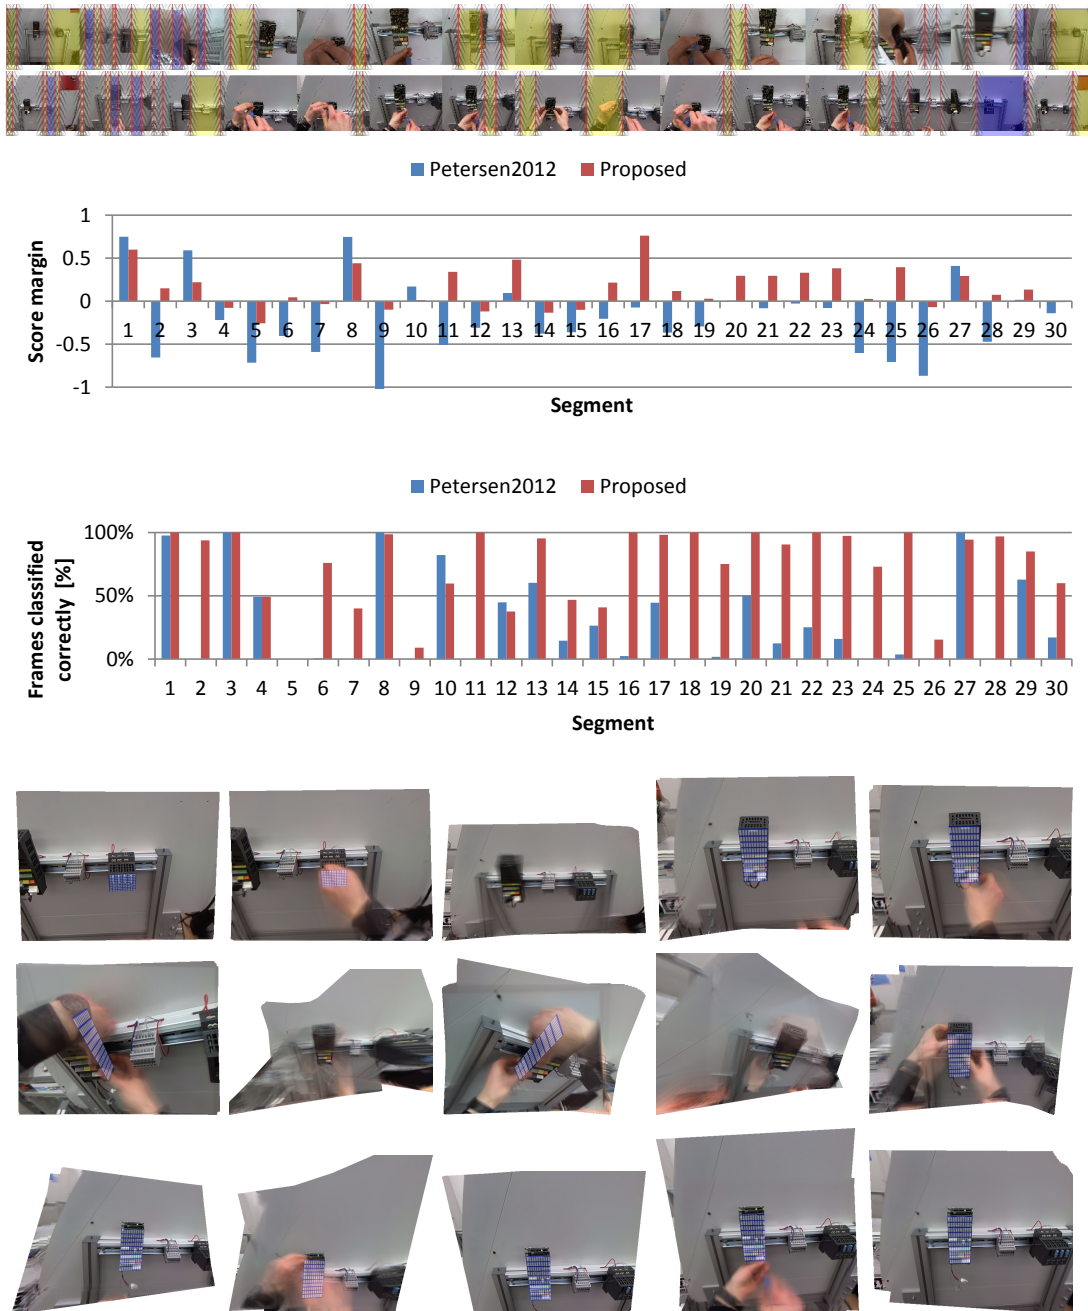 Petersen2012 Proposed
Score margin
1
0.5
0
-0.5
-1
1 2 3 4 5 6 7 8 9 10 11 12 13 14 15 16 17 18 19 20 21 22 23 24 25 26 27 28 29 30
Segment
Petersen2012 Proposed
Frames classified
correctly [%]
100%
50%
0%
1 2 3 4 5 6 7 8 9 10 11 12 13 14 15 16 17 18 19 20 21 22 23 24 25 26 27 28 29 30
Segment